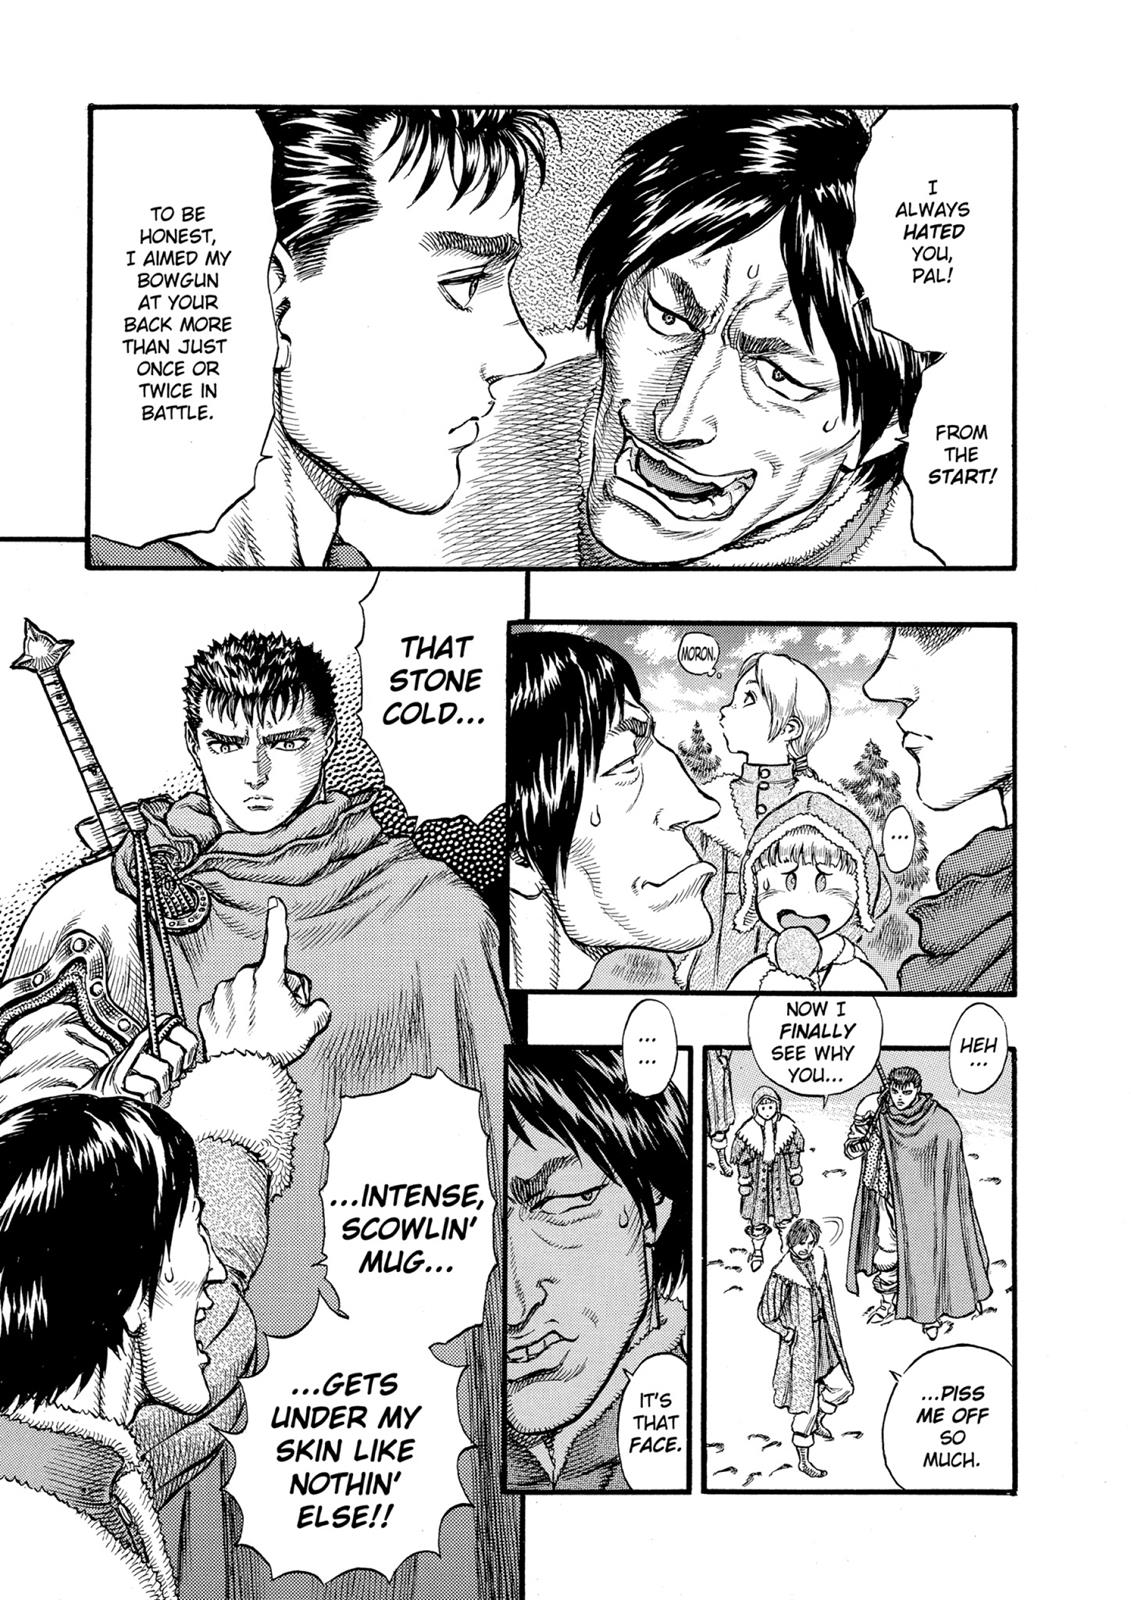 I
ALWAYS
HATED
YOU,
PAL!
FROM
THE
START!
TO BE
HONEST,
I AIMED MY
BOWGUN
AT YOUR
BACK MORE
THAN JUST
ONCE OR
TWICE IN
BATTLE.
...
MORON.
HEH
...
NOW I
FINALLY
SEE WHY
YOU...
...PISS
ME OFF
SO
MUCH.
...
...
IT'S
THAT
FACE.
THAT
STONE
COLD...
...INTENSE,
SCOWLIN'
MUG...
...GETS
UNDER MY
SKIN LIKE
NOTHIN'
ELSE!!